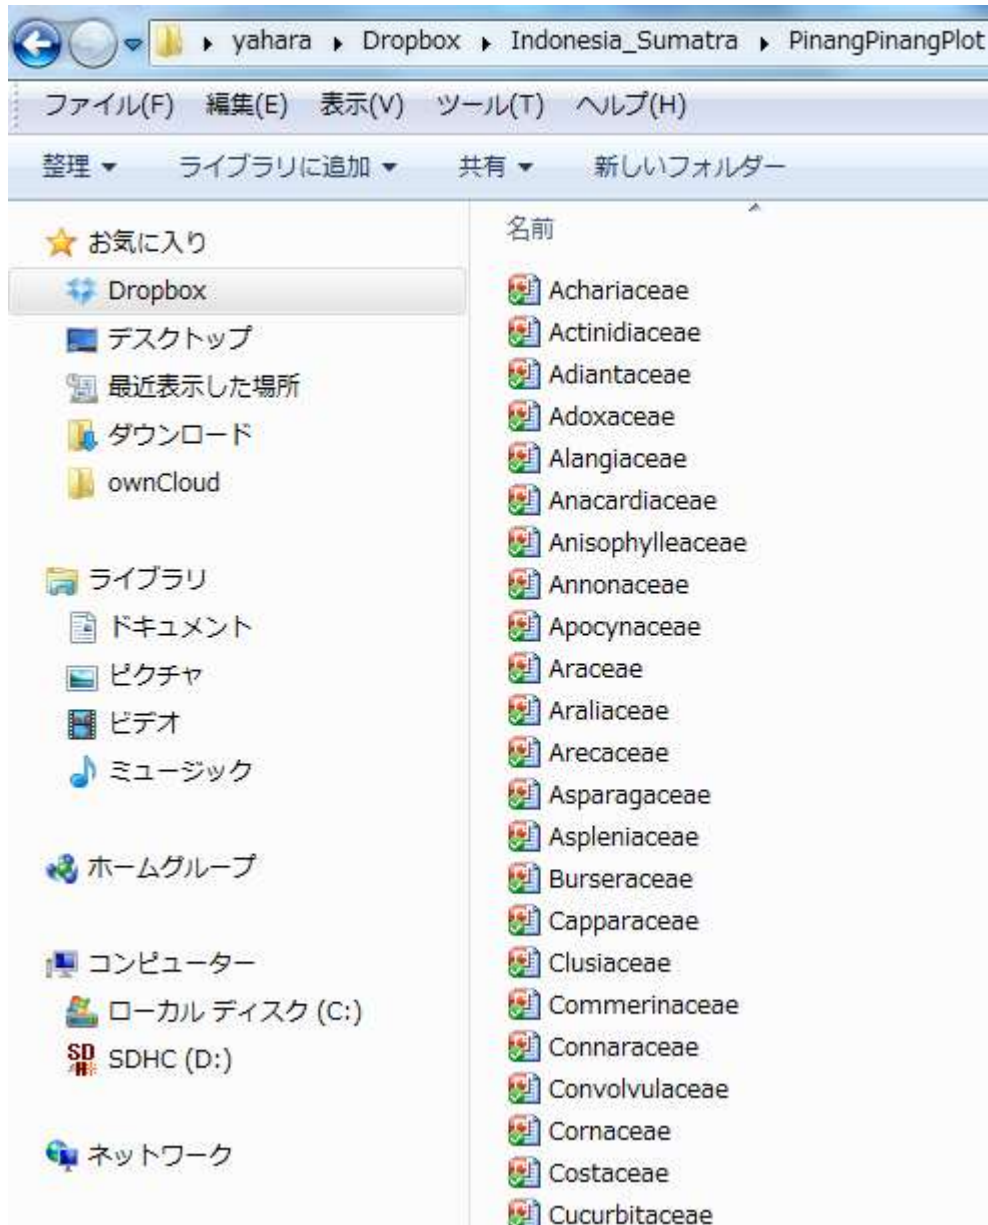 yahara Dropbox Indonesia_Sumatra PinangPinangPlot
ファイル(F) 編集(E) 表示(V) ツール(T) ヘルプ(H)
整理 ライブラリに追加 共有 新しいフォルダー
お気に入り
Dropbox
デスクトップ
最近表示した場所
ダウンロード
ownCloud
ライブラリ
ドキュメント
ピクチャ
ビデオ
ミュージック
ホームグループ
コンピューター
ローカル ディスク (C:)
SD SDHC (D:)
ネットワーク
名前
Achariaceae
Actinidiaceae
Adiantaceae
Adoxaceae
Alangiaceae
Anacardiaceae
Anisophylleaceae
Annonaceae
Apocynaceae
Araceae
Araliaceae
Arecaceae
Asparagaceae
Aspleniaceae
Burseraceae
Capparaceae
Clusiaceae
Commerinaceae
Connaraceae
Convolvulaceae
Cornaceae
Costaceae
Cucurbitaceae